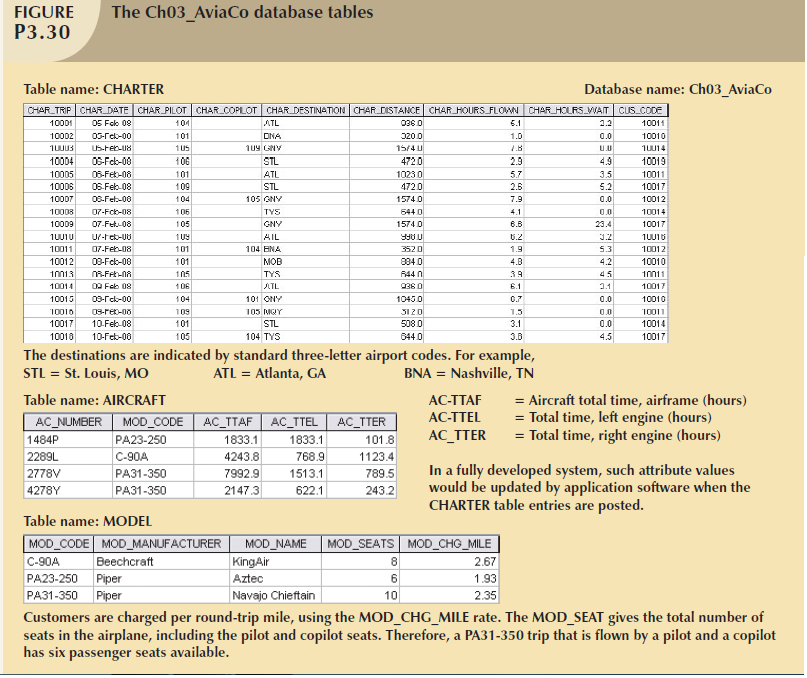 FIGURE
P3.30
The Ch03_AviaCo database tables
Table name: CHARTER Database name: Ch03_AviaCo
CHAR_TRIP CHAR_DATE CHAR_PILOT CHAR_COPILOT CHAR_DESTINATION CHAR_DISTANCE CHAR_HOURS_FLOWN CHAR_HOURS_WAIT CUS_CODE
10001 05-Feb-08 104 ATL 936.0 5.1 2.2 10011
10002 05-Feb-08 101 BNA 320.0 1.6 0.0 10016
10003 05-Feb-08 105 109 GNV 1574.0 7.8 0.0 10014
10004 06-Feb-08 106 STL 472.0 2.9 4.9 10019
10005 06-Feb-08 101 ATL 1023.0 5.7 3.5 10011
10006 06-Feb-08 109 STL 472.0 2.6 5.2 10017
10007 06-Feb-08 104 105 GNV 1574.0 7.9 0.0 10012
10008 07-Feb-08 106 TYS 644.0 4.1 0.0 10014
10009 07-Feb-08 105 GNV 1574.0 6.6 23.4 10017
10010 07-Feb-08 109 ATL 998.0 6.2 3.2 10016
10011 07-Feb-08 101 104 BNA 352.0 1.9 5.3 10012
10012 08-Feb-08 101 MOB 884.0 4.8 4.2
10013 08-Feb-08 105 TYS 644.0 3.9 4.5 10011
10014 09-Feb-08 106 ATL 936.0 6.1 2.1 10017
10015 09-Feb-08 104 101 GNV 1645.0 6.7 0.0 10016
10016 09-Feb-08 109 105 MQY 312.0 1.5 0.0
10017 10-Feb-08 101 STL 508.0 3.1 0.0 10014
10018 10-Feb-08 105 104 TYS 644.0 3.8 4.5 10017
The destinations are indicated by standard three-letter airport codes. For example,
STL = St. Louis, MO ATL = Atlanta, GA BNA = Nashville, TN
Table name: AIRCRAFT
AC_NUMBER MOD_CODE AC_TTAF AC_TTEL AC_TTER
1484P PA23-250 1833.1 1833.1 101.8
2289L C-90A 4243.8 768.9 1123.4
2778V PA31-350 7992.9 1513.1 789.5
4278Y PA31-350 2147.3 622.1 243.2
AC-TTAF = Aircraft total time, airframe (hours)
AC-TTEL = Total time, left engine (hours)
AC_TTER = Total time, right engine (hours)
In a fully developed system, such attribute values
would be updated by application software when the
CHARTER table entries are posted.
Table name: MODEL
MOD_CODE MOD_MANUFACTURER MOD_NAME MOD_SEATS MOD_CHG_MILE
C-90A Beechcraft KingAir 8 2.67
PA23-250 Piper Aztec 6 1.93
PA31-350 Piper Navajo Chieftain 10 2.35
Customers are charged per round-trip mile, using the MOD_CHG_MILE rate. The MOD_SEAT gives the total number of
seats in the airplane, including the pilot and copilot seats. Therefore, a PA31-350 trip that is flown by a pilot and a copilot
has six passenger seats available.